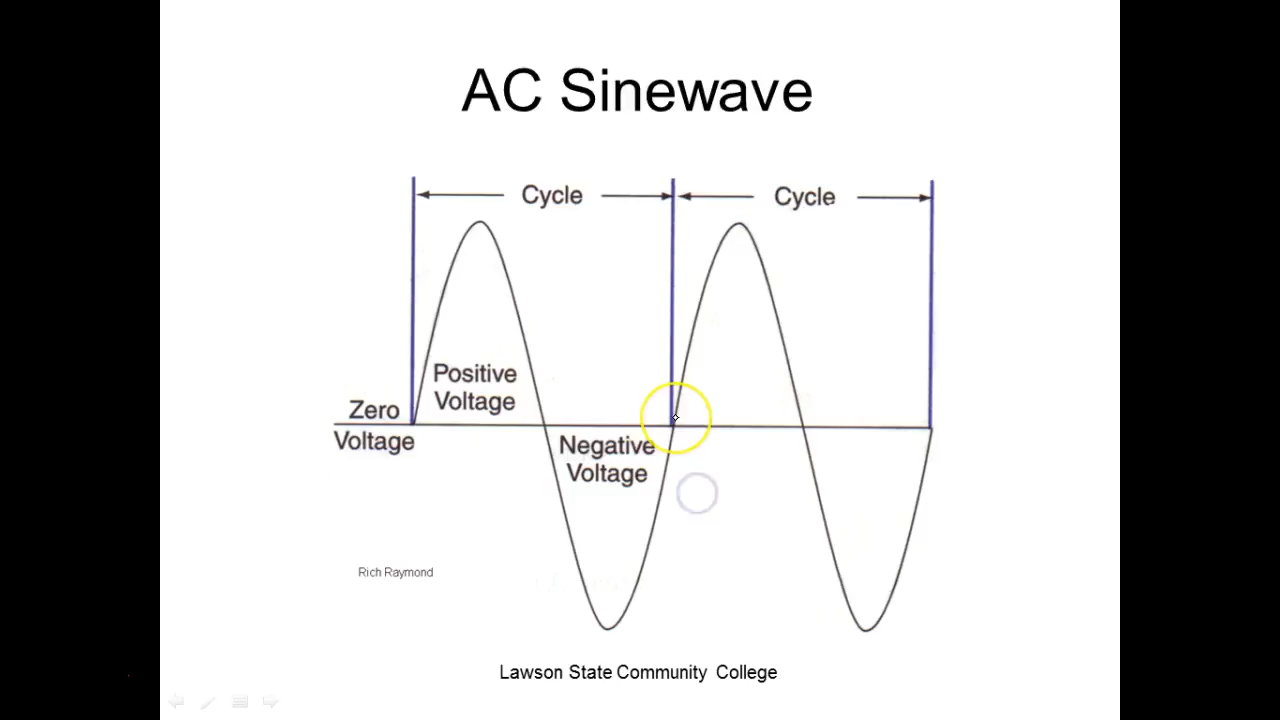 AC Sinewave
Cycle
Cycle
Positive
Voltage
Zero
Voltage
Negative
Voltage
Rich Raymond
Lawson State Community College